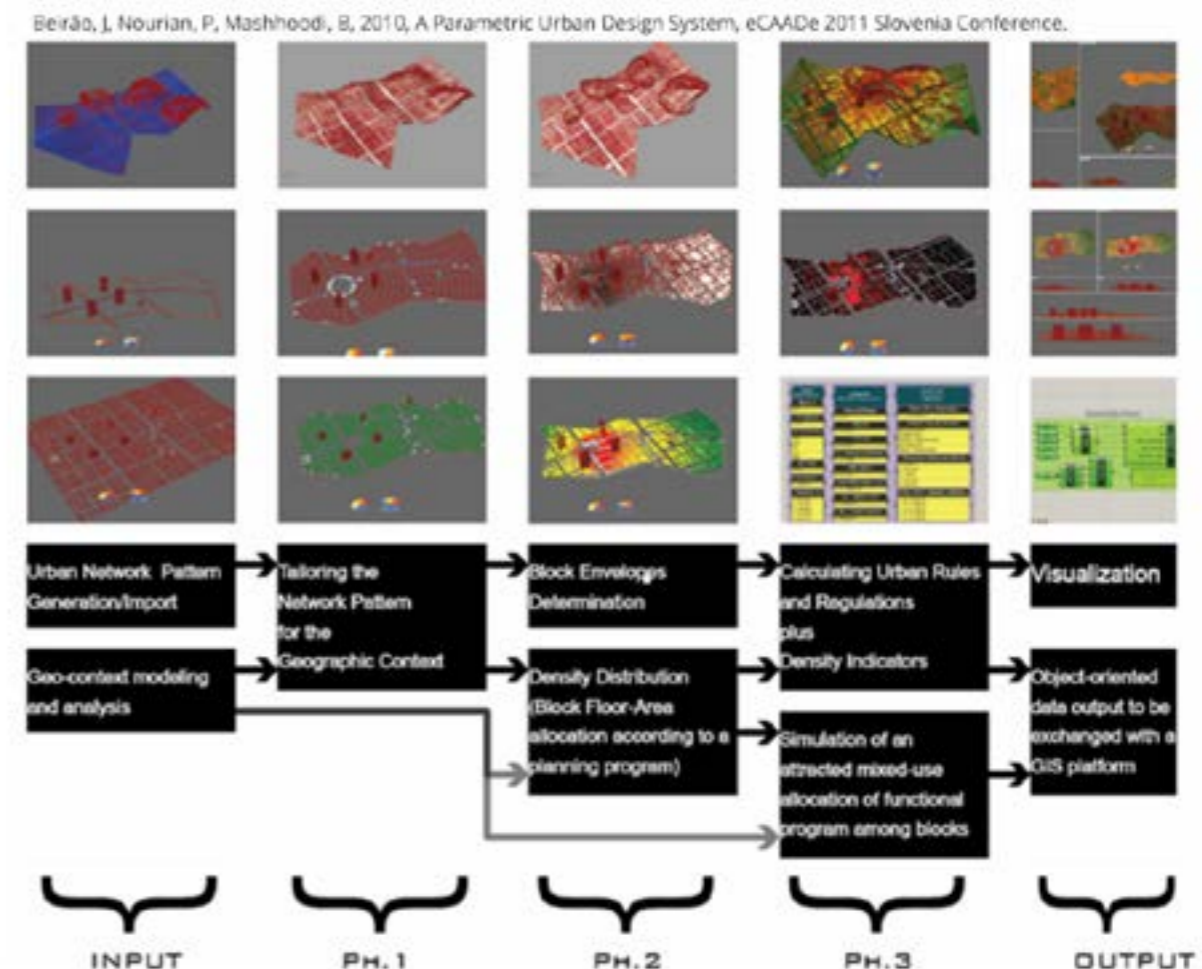 Beirão, J, Nourian, P, Mashhoodi, B, 2010, A Parametric Urban Design System, eCAADe 2011 Slovenia Conference.
Urban Network Pattern
Generation/Import
Geo-context modeling
and analysis
Tailoring the
Network Pattern
for the
Geographic Context
Block Envelopes
Determination
Density Distribution
(Block Floor-Area
allocation according to a
planning program)
Calculating Urban Rules
and Regulations
plus
Density Indicators
Simulation of an
attracted mixed-use
allocation of functional
program among blocks
Visualization
Object-oriented
data output to be
exchanged with a
GIS platform
INPUT
PH.1
PH.2
PH.3
OUTPUT